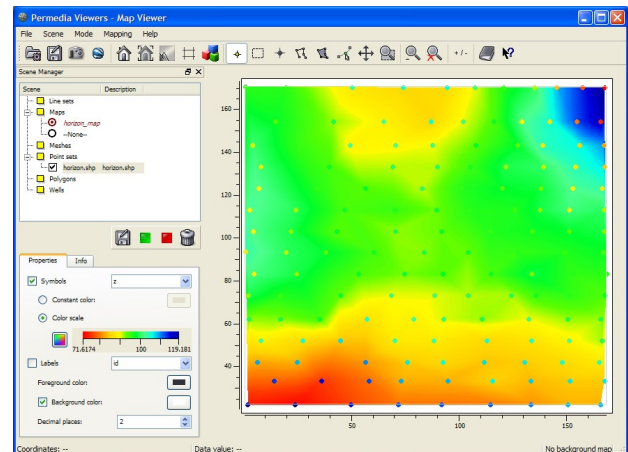 Permedia Viewers - Map Viewer
File Scene Mode Mapping Help
+ / -
Scene Manager
Scene Description
Line sets
Maps
horizon_map
--None--
Meshes
Point sets
horizon.shp horizon.shp
Polygons
Wells
Properties Info
Symbols z
Constant color:
Color scale
71.6174 100 119.181
Labels id
Foreground color:
Background color:
Decimal places: 2
160
140
120
100
80
60
40
50 100 150
Coordinates: -- Data value: -- No background map